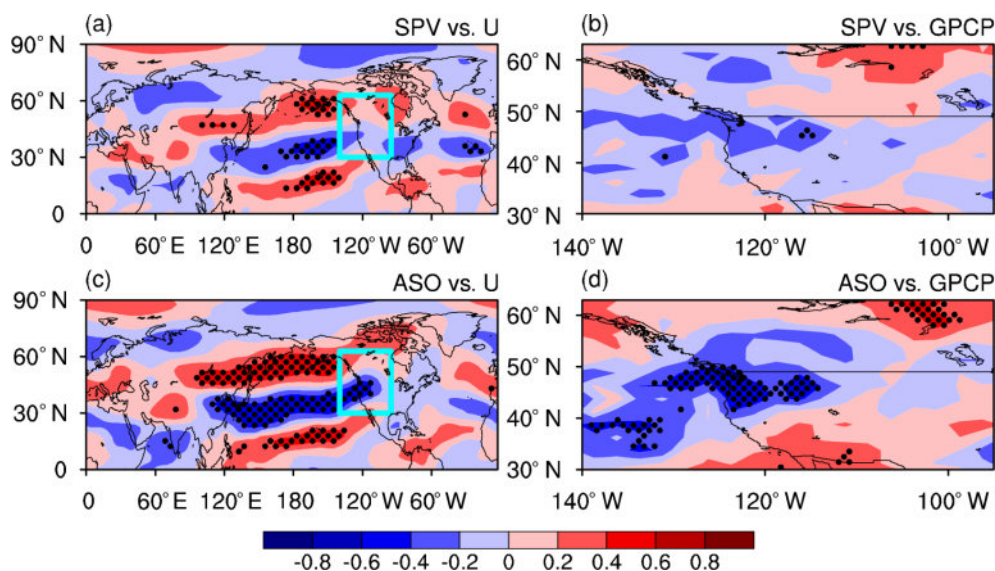 (a) SPV vs. U
90° N
60° N
30° N
0
0 60° E 120° E 180 120° W 60° W
(b) SPV vs. GPCP
60° N
50° N
40° N
30° N
140° W 120° W 100° W
(c) ASO vs. U
90° N
60° N
30° N
0
0 60° E 120° E 180 120° W 60° W
(d) ASO vs. GPCP
60° N
50° N
40° N
30° N
140° W 120° W 100° W
-0.8 -0.6 -0.4 -0.2 0 0.2 0.4 0.6 0.8